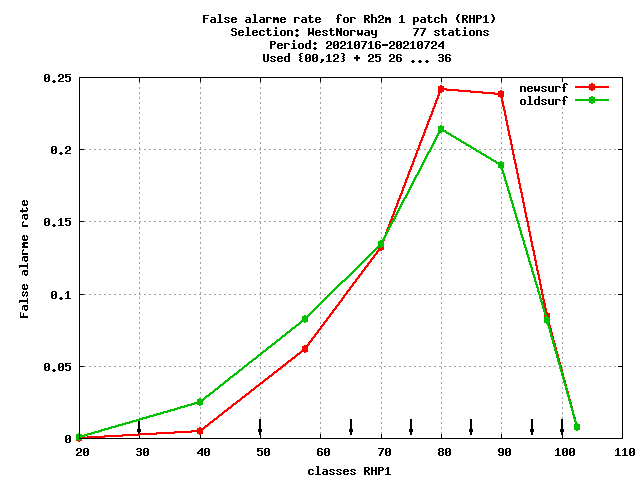 False alarme rate  for Rh2m 1 patch (RHP1)
Selection: WestNorway     77 stations
Period: 20210716-20210724
Used {00,12} + 25 26 ... 36
newsurf
oldsurf
0.25
0.2
0.15
0.1
0.05
0
False alarme rate
20 30 40 50 60 70 80 90 100 110
classes RHP1